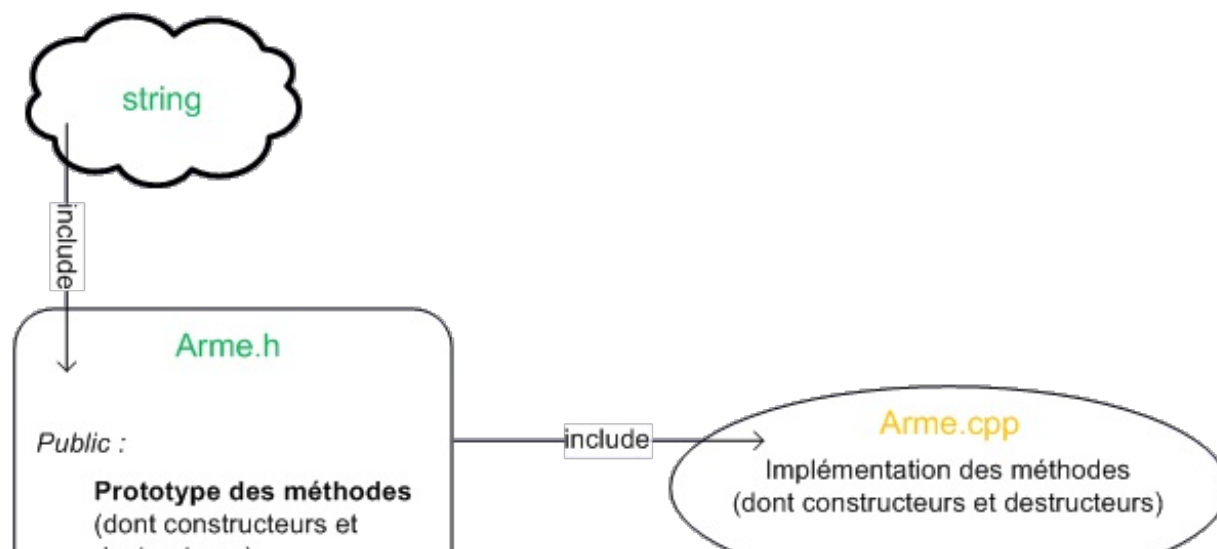 string
include
Arme.h
Public :
Prototype des méthodes
(dont constructeurs et
include
Arme.cpp
Implémentation des méthodes
(dont constructeurs et destructeurs)